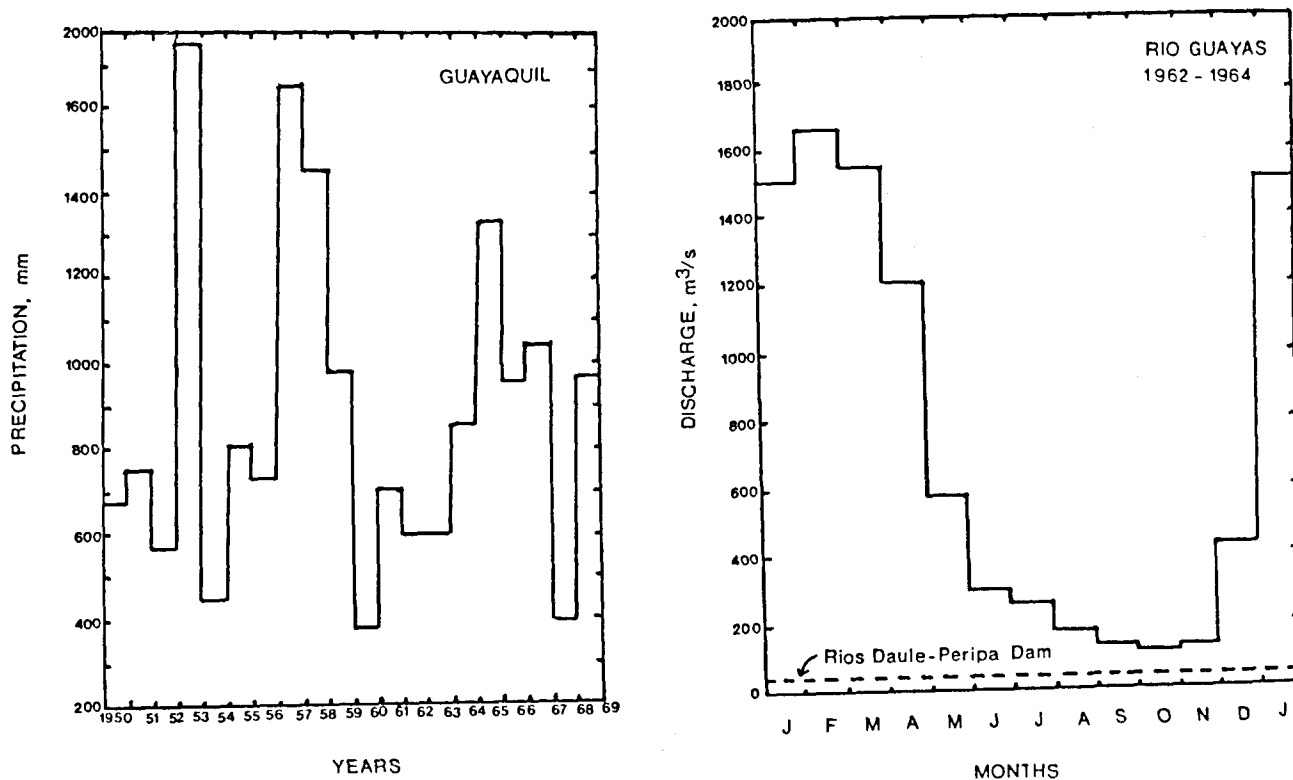 GUAYAQUIL
PRECIPITATION, mm
2000
1600
1400
1200
1000
800
600
400
200
1950 51 52 53 54 55 56 57 58 59 60 61 62 63 64 65 66 67 68 69
YEARS
RIO GUAYAS
1962 - 1964
DISCHARGE, m³/s
2000
1800
1600
1400
1200
1000
800
600
400
200
0
Rios Daule-Peripa Dam
J F M A M J J A S O N D J
MONTHS